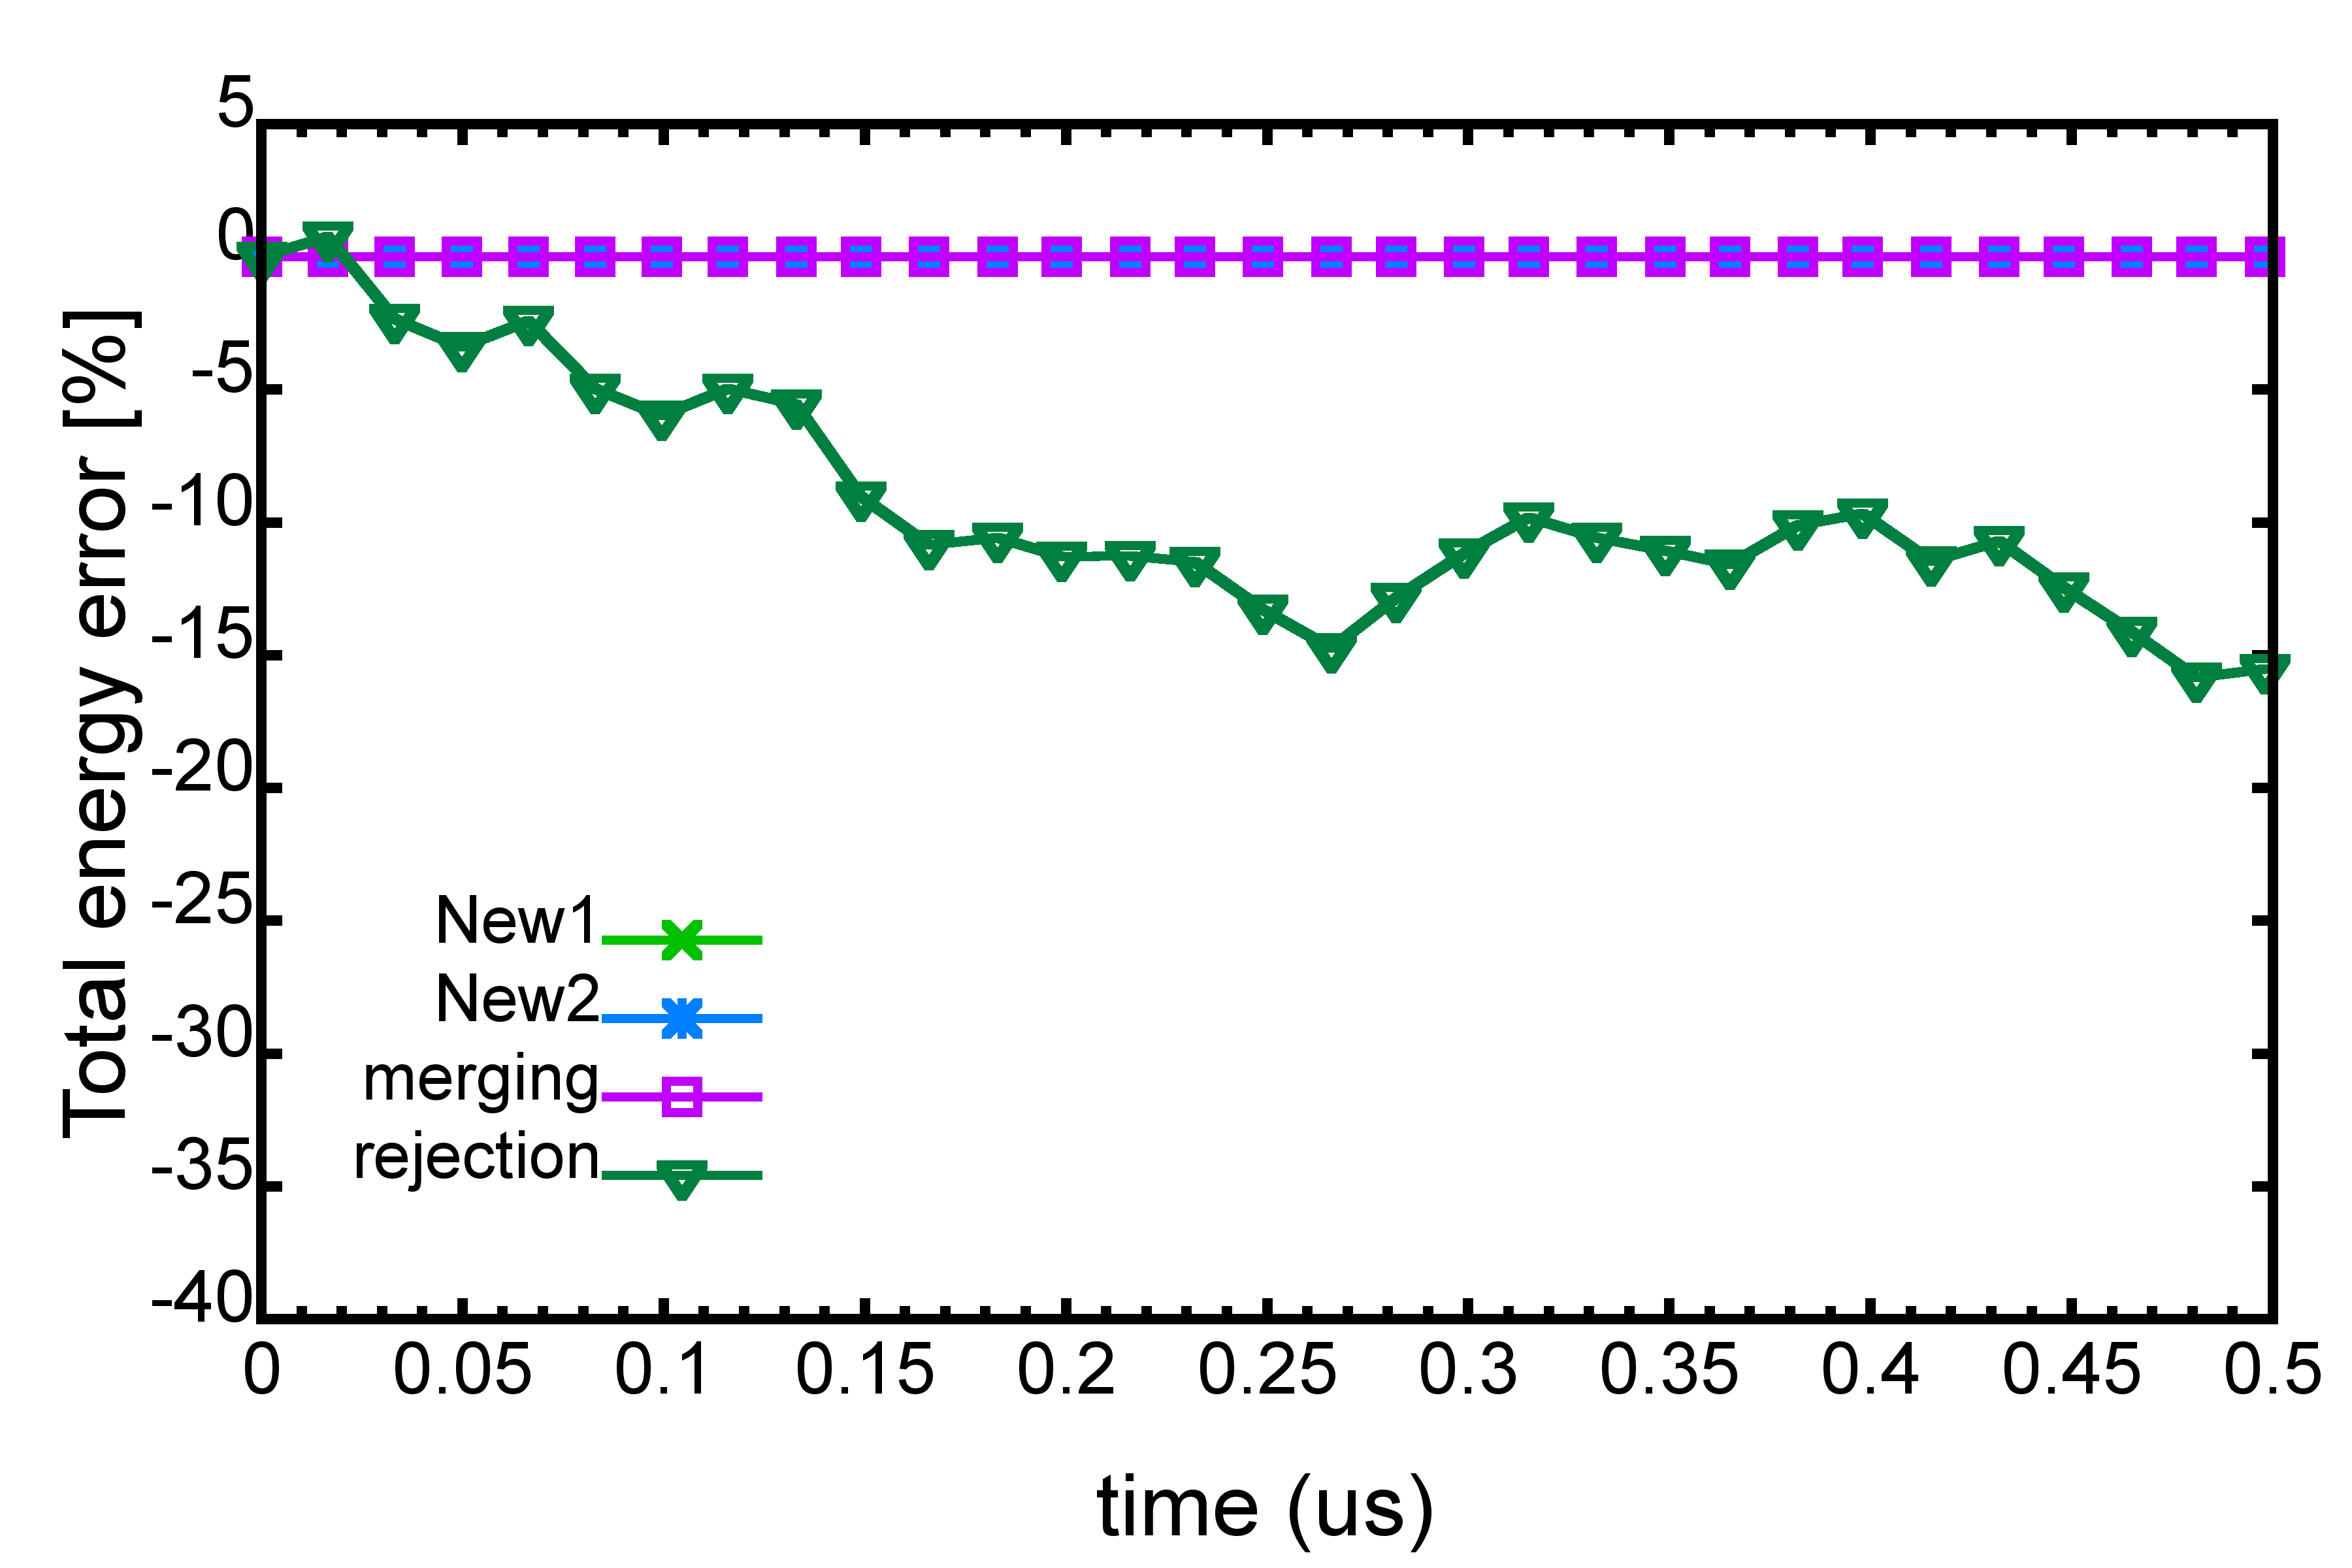 5
0
-5
-10
-15
-20
-25
-30
-35
-40
Total energy error [%]
New1
New2
merging
rejection
0 0.05 0.1 0.15 0.2 0.25 0.3 0.35 0.4 0.45 0.5
time (us)